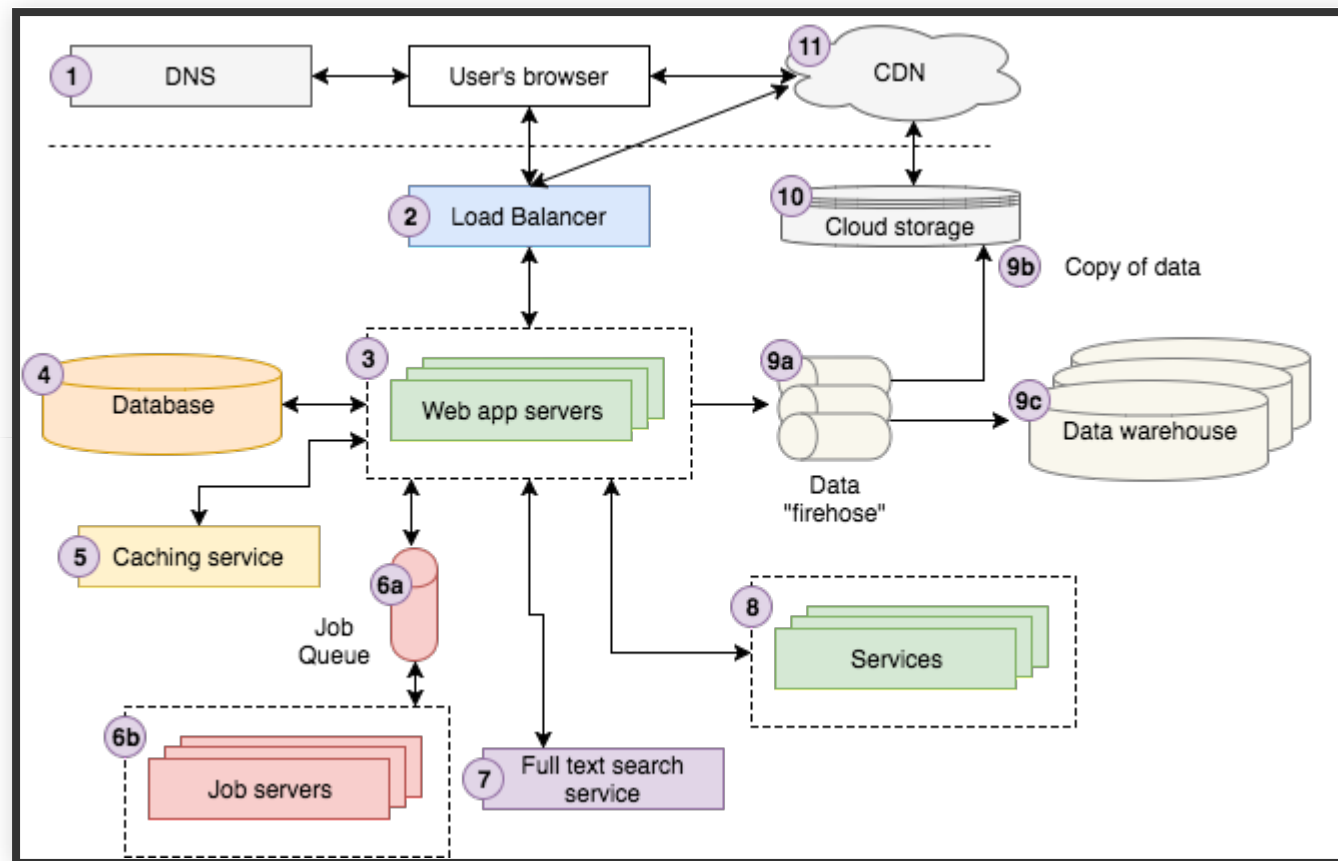 1
DNS
User's browser
11
CDN
2
Load Balancer
10
Cloud storage
9b
Copy of data
3
Web app servers
4
Database
9a
Data
"firehose"
9c
Data warehouse
5
Caching service
6a
Job
Queue
8
Services
6b
Job servers
7
Full text search
service